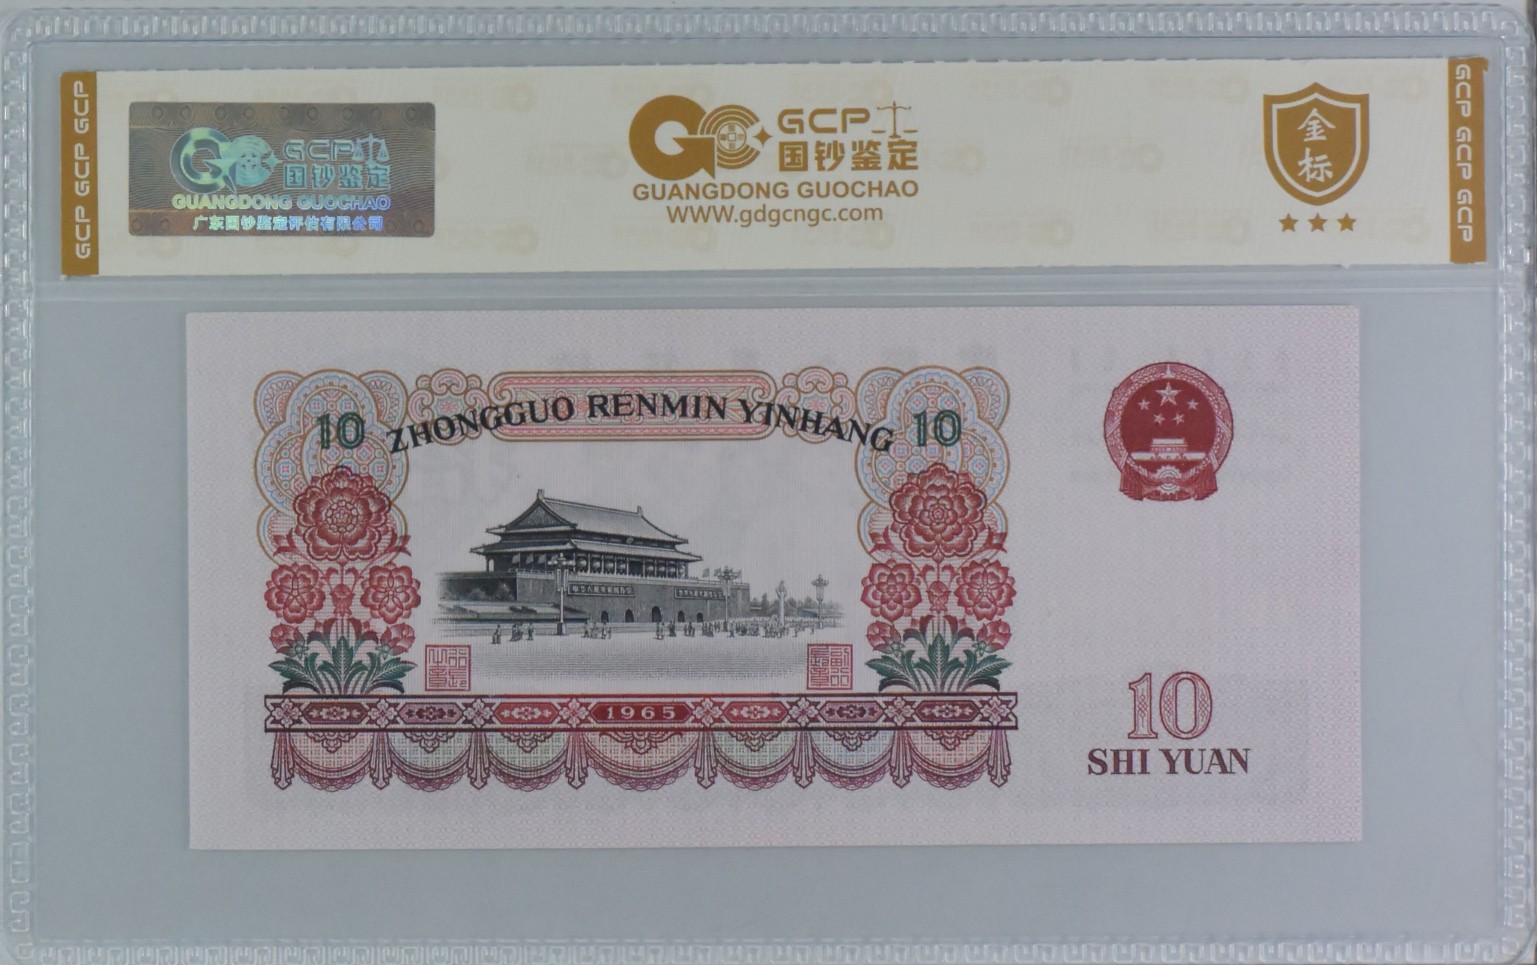 GCP GCP GCP
GCP
国钞鉴定
GUANGDONG GUOCHAO
广东国钞鉴定评估有限公司
GCP
国钞鉴定
GUANGDONG GUOCHAO
WWW.gdgcngc.com
金标
GCP GCP GCP
10 ZHONGGUO RENMIN YINHANG 10
1965
10
SHI YUAN